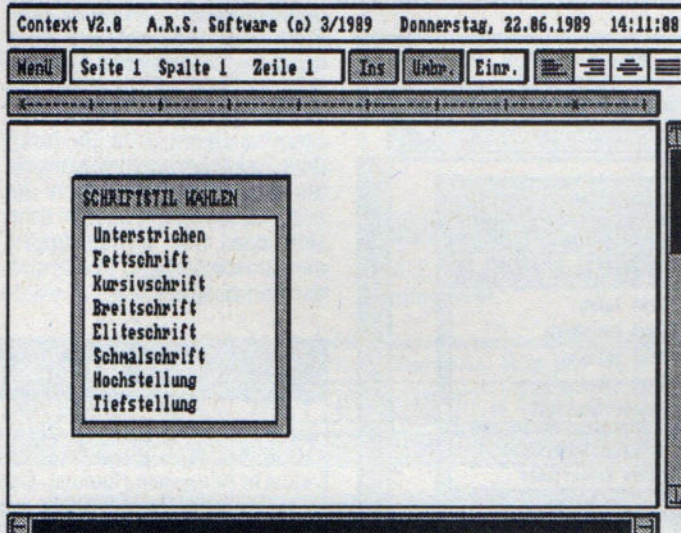 Context V2.0 A.R.S. Software (c) 3/1989 Donnerstag, 22.06.1989 14:11:08
Menü Seite 1 Spalte 1 Zeile 1 Ins Umbr. Einr.
SCHRIFTSTIL WÄHLEN
Unterstrichen
Fettschrift
Kursivschrift
Breitschrift
Eliteschrift
Schmalschrift
Hochstellung
Tiefstellung